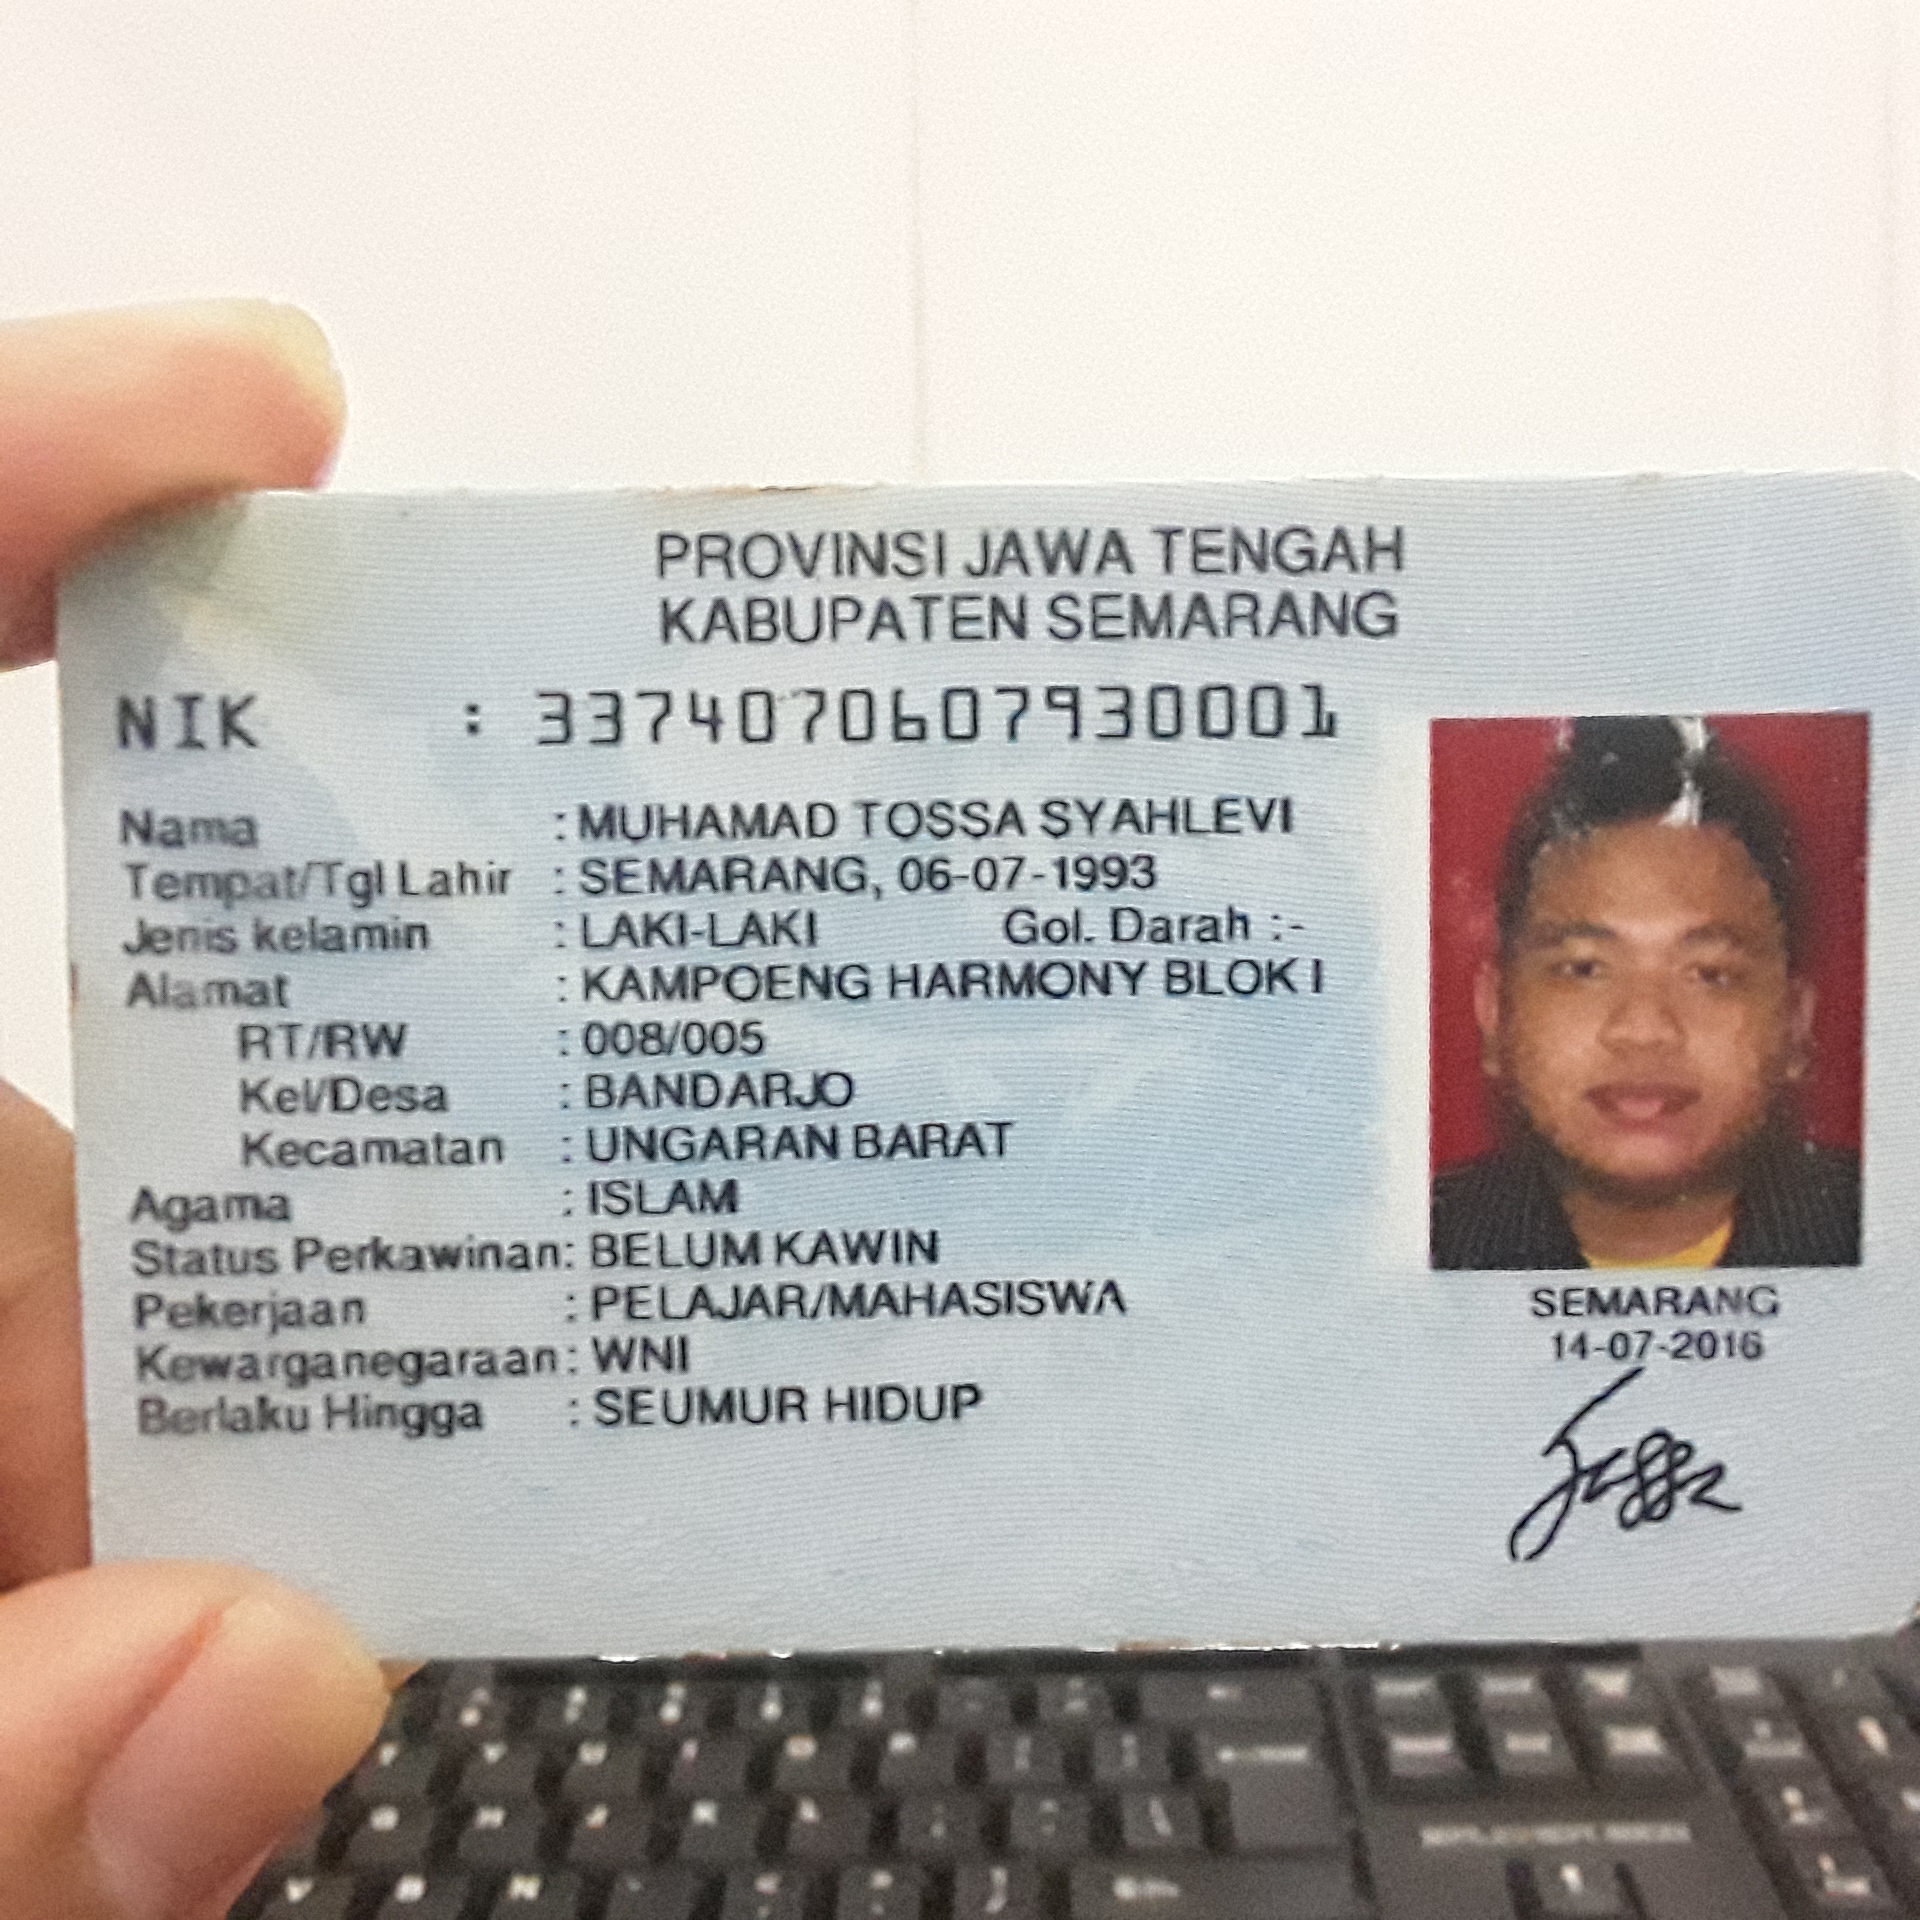 PROVINSI JAWA TENGAH
KABUPATEN SEMARANG
NIK : 3374070607930001
Nama : MUHAMAD TOSSA SYAHLEVI
Tempat/Tgl Lahir : SEMARANG, 06-07-1993
Jenis kelamin : LAKI-LAKI Gol. Darah :-
Alamat : KAMPOENG HARMONY BLOK I
RT/RW : 008/005
Kel/Desa : BANDARJO
Kecamatan : UNGARAN BARAT
Agama : ISLAM
Status Perkawinan: BELUM KAWIN
Pekerjaan : PELAJAR/MAHASISWA
Kewarganegaraan: WNI
Berlaku Hingga : SEUMUR HIDUP
SEMARANG
14-07-2016